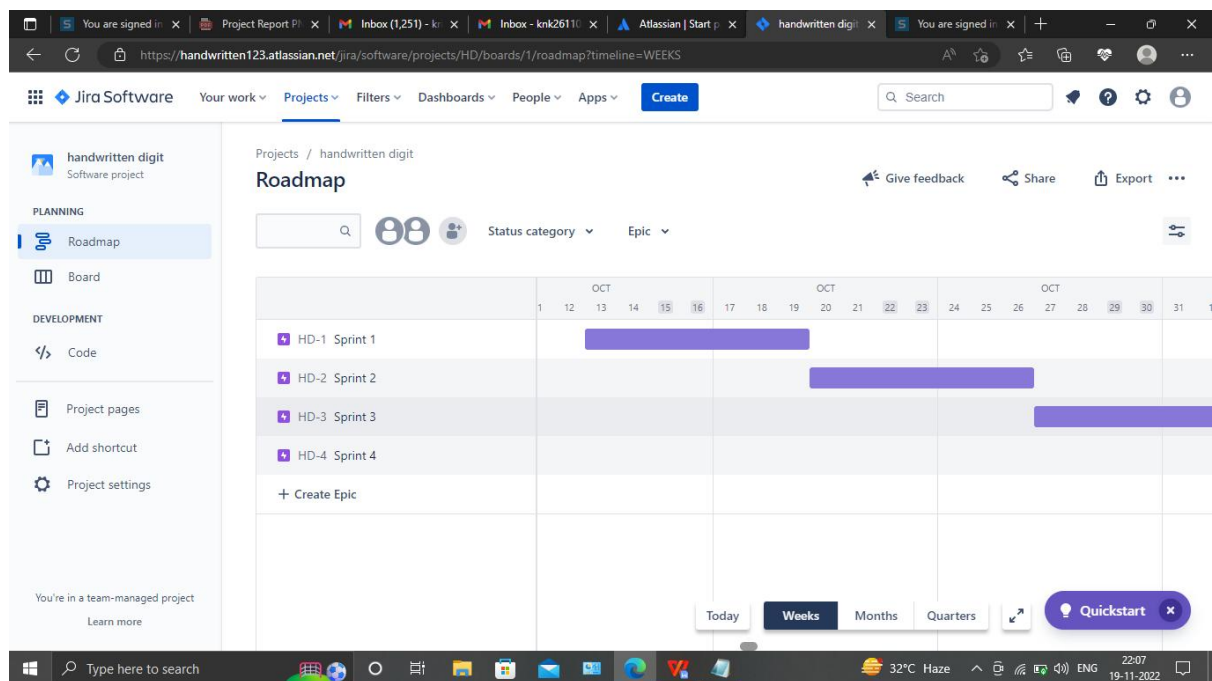 You are signed in
Project Report Ph
Inbox (1,251) - kn
Inbox - knk26110
Atlassian | Start p
handwritten digit
You are signed in
https://handwritten123.atlassian.net/jira/software/projects/HD/boards/1/roadmap?timeline=WEEKS
Jira Software Your work Projects Filters Dashboards People Apps Create Search
handwritten digit
Software project
PLANNING
Roadmap
Board
DEVELOPMENT
Code
Project pages
Add shortcut
Project settings
You're in a team-managed project
Learn more
Projects / handwritten digit
Roadmap
Give feedback Share Export
Status category Epic
OCT OCT OCT
1 12 13 14 15 16 17 18 19 20 21 22 23 24 25 26 27 28 29 30 31 1
HD-1 Sprint 1
HD-2 Sprint 2
HD-3 Sprint 3
HD-4 Sprint 4
+ Create Epic
Today Weeks Months Quarters
Quickstart
Type here to search
32°C Haze ENG 22:07
19-11-2022